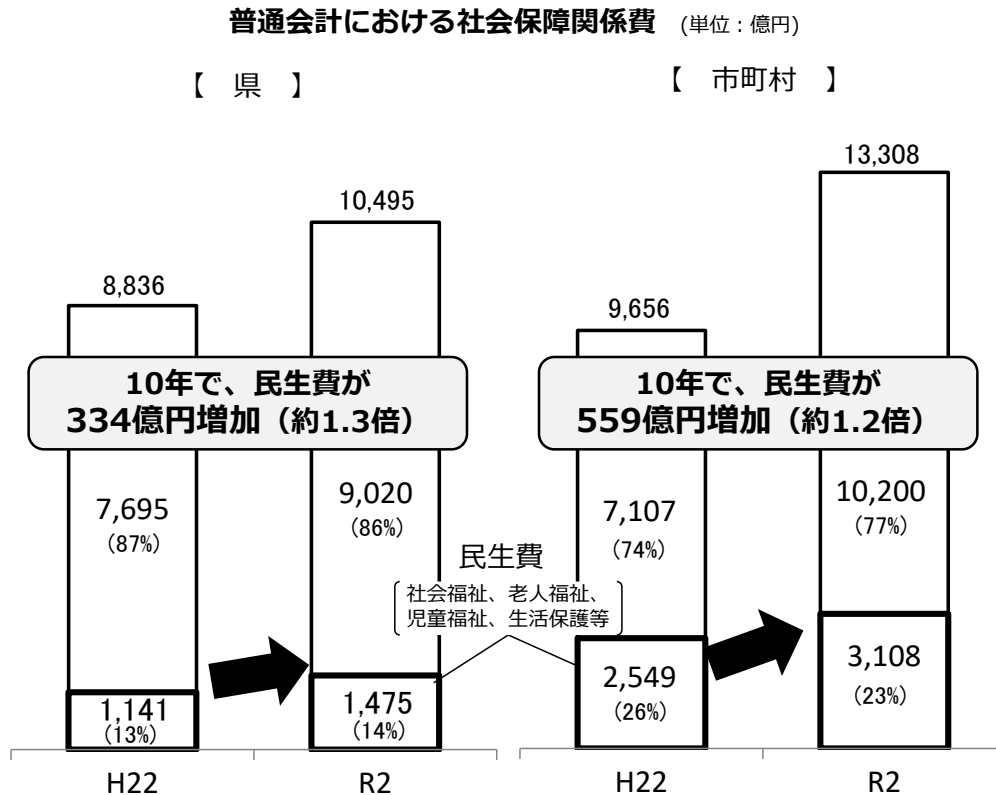 普通会計における社会保障関係費 (単位：億円)
【 県 】
8,836
10,495
10年で、民生費が
334億円増加（約1.3倍）
7,695
(87%)
9,020
(86%)
1,141
(13%)
1,475
(14%)
H22
R2
民生費
社会福祉、老人福祉、
児童福祉、生活保護等
【 市町村 】
9,656
13,308
10年で、民生費が
559億円増加（約1.2倍）
7,107
(74%)
10,200
(77%)
2,549
(26%)
3,108
(23%)
H22
R2